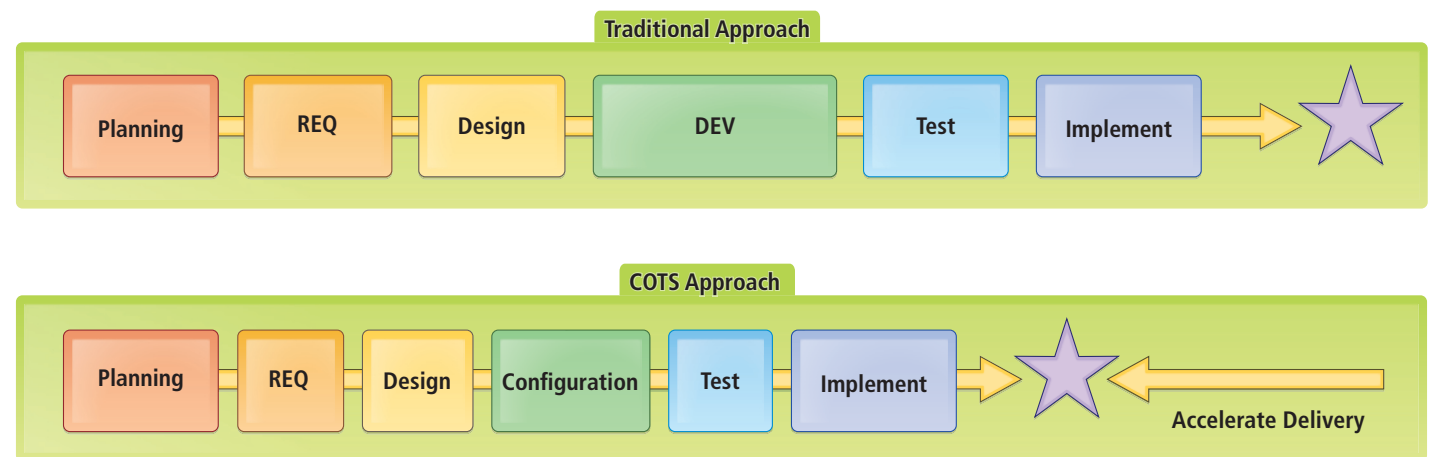 Traditional Approach
Planning
REQ
Design
DEV
Test
Implement
COTS Approach
Planning
REQ
Design
Configuration
Test
Implement
Accelerate Delivery